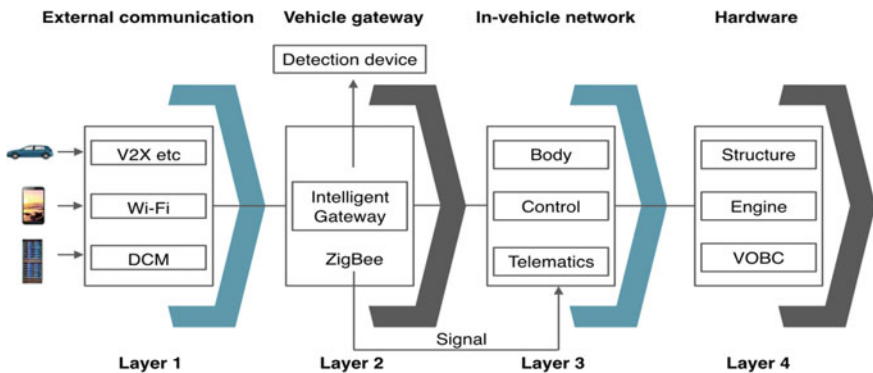 External communication
Vehicle gateway
In-vehicle network
Hardware
Detection device
V2X etc
Wi-Fi
DCM
Intelligent
Gateway
ZigBee
Body
Control
Telematics
Structure
Engine
VOBC
Signal
Layer 1
Layer 2
Layer 3
Layer 4